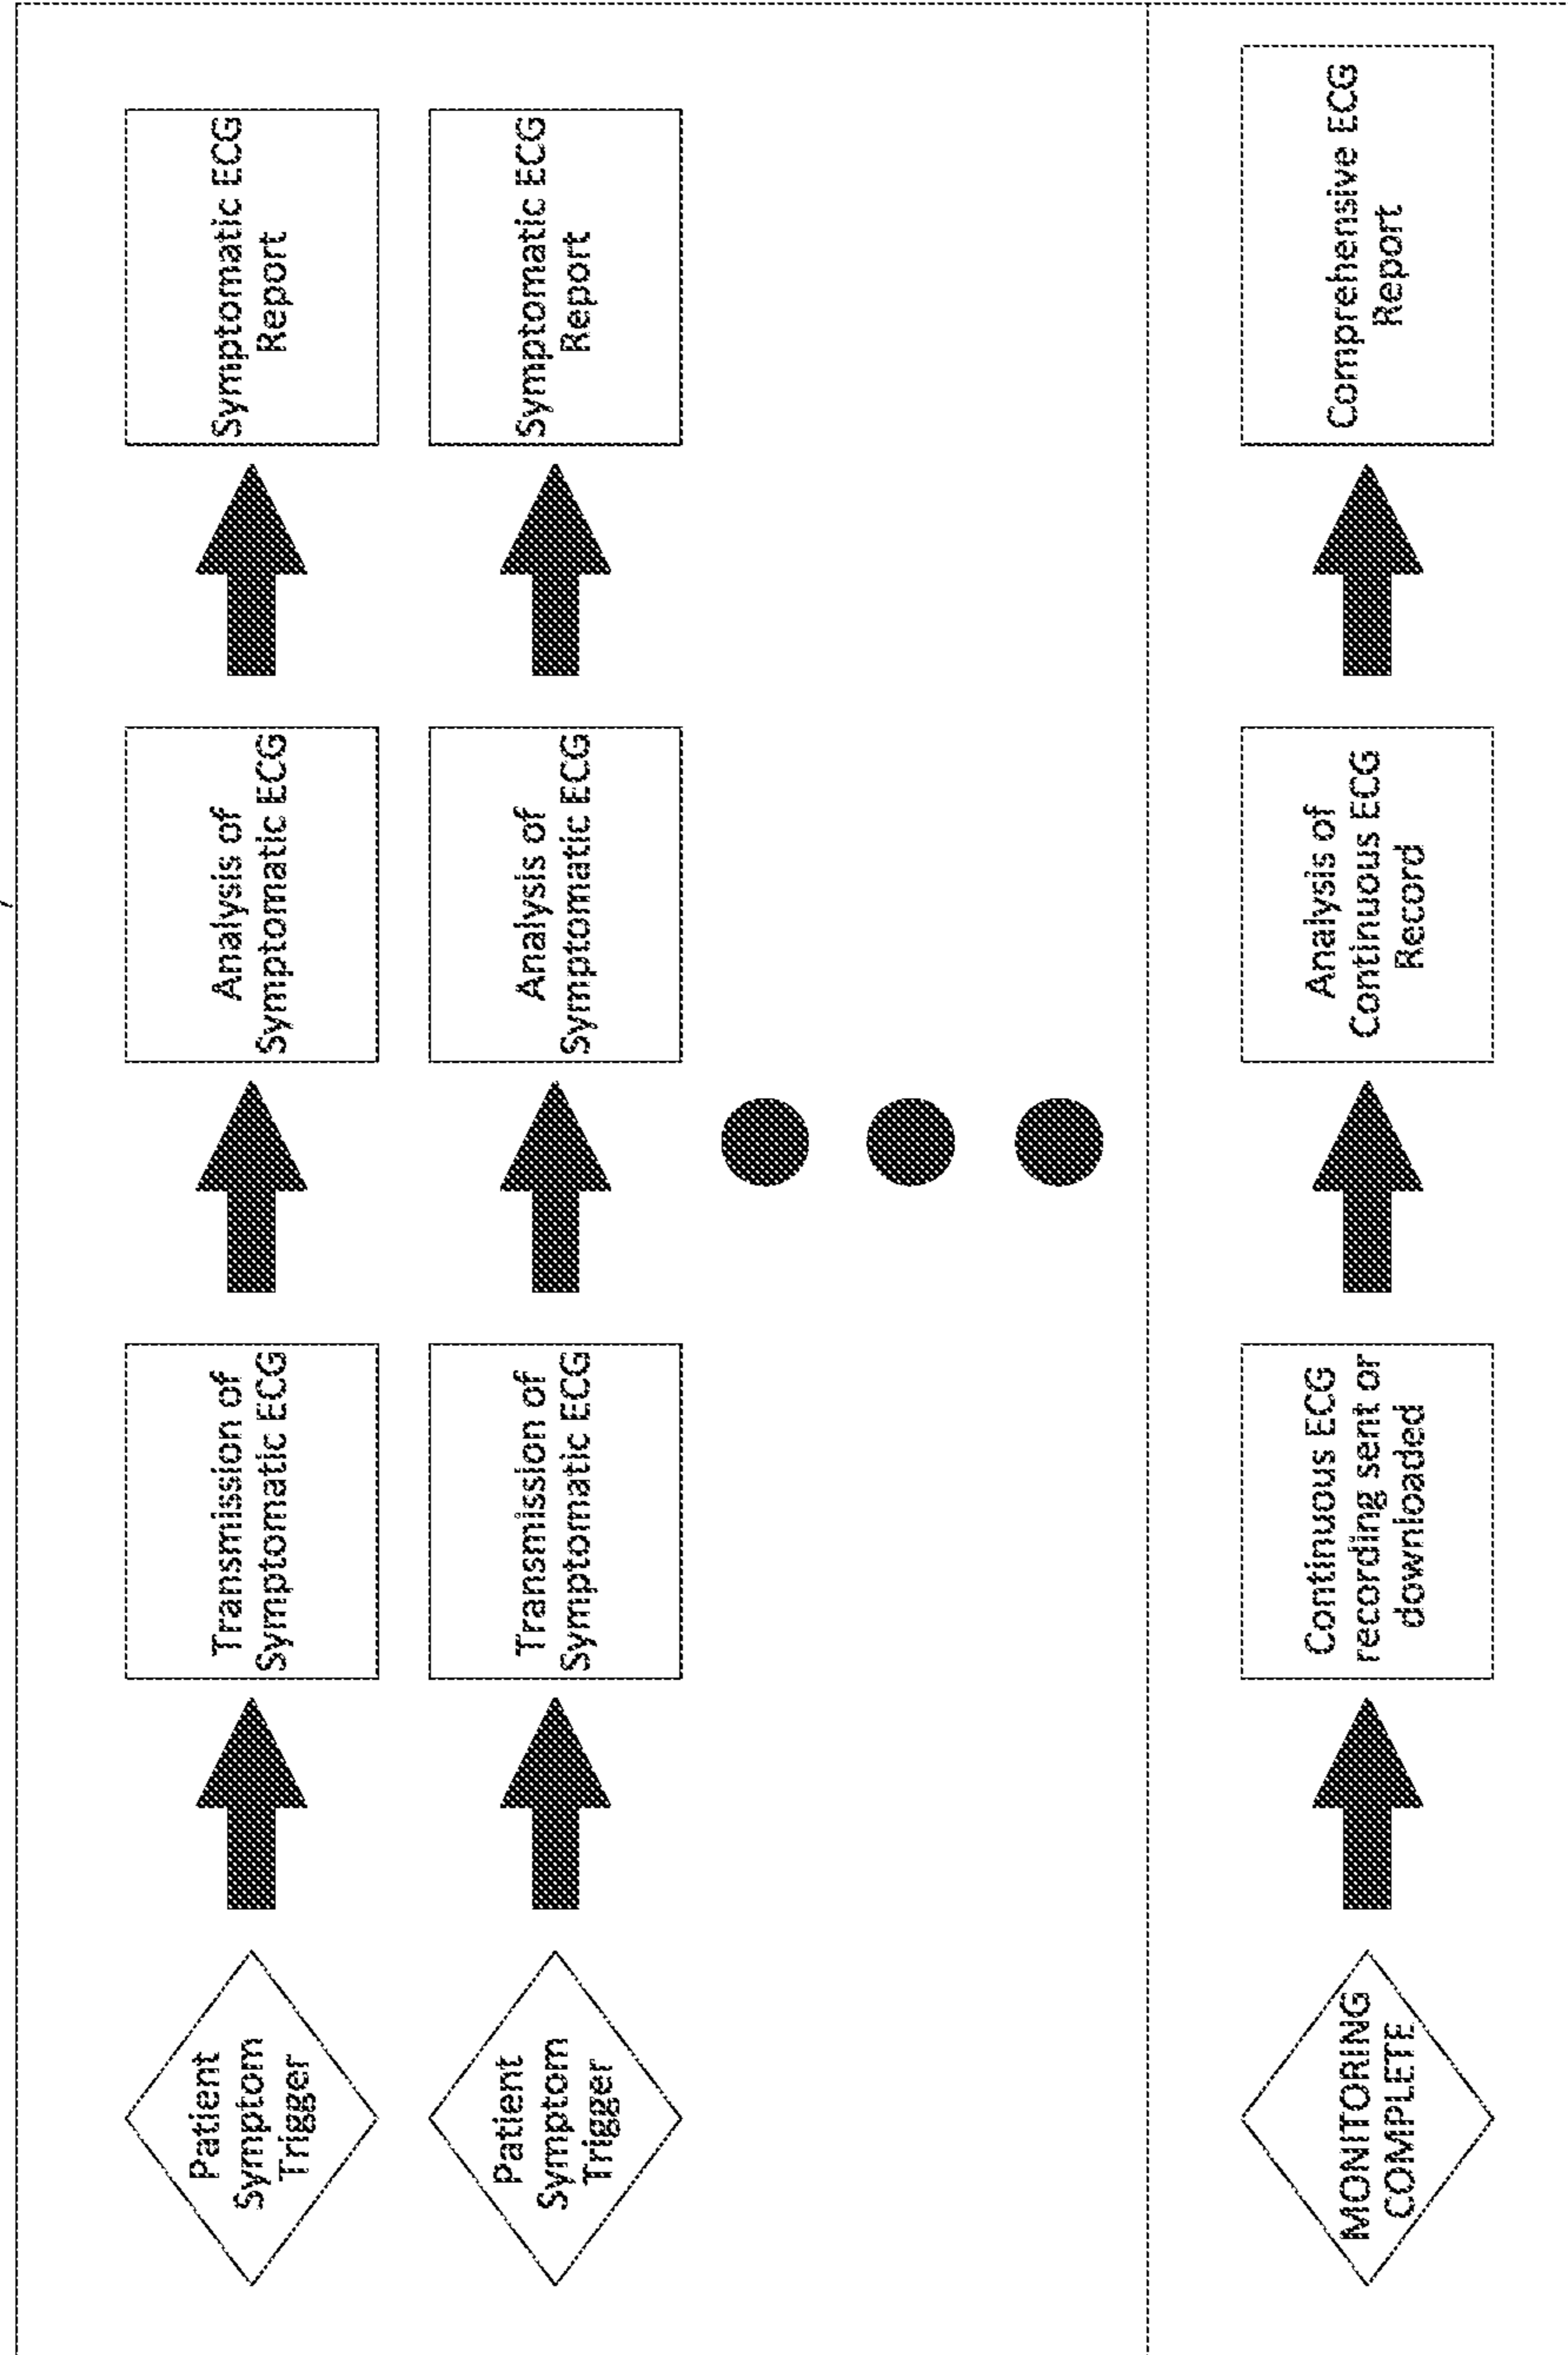 Patient
Symptom
Trigger
Transmission of
Symptomatic ECG
Analysis of
Symptomatic ECG
Symptomatic ECG
Report
Patient
Symptom
Trigger
Transmission of
Symptomatic ECG
Analysis of
Symptomatic ECG
Symptomatic ECG
Report
MONITORING
COMPLETE
Continuous ECG
recording sent or
downloaded
Analysis of
Continuous ECG
Record
Comprehensive ECG
Report